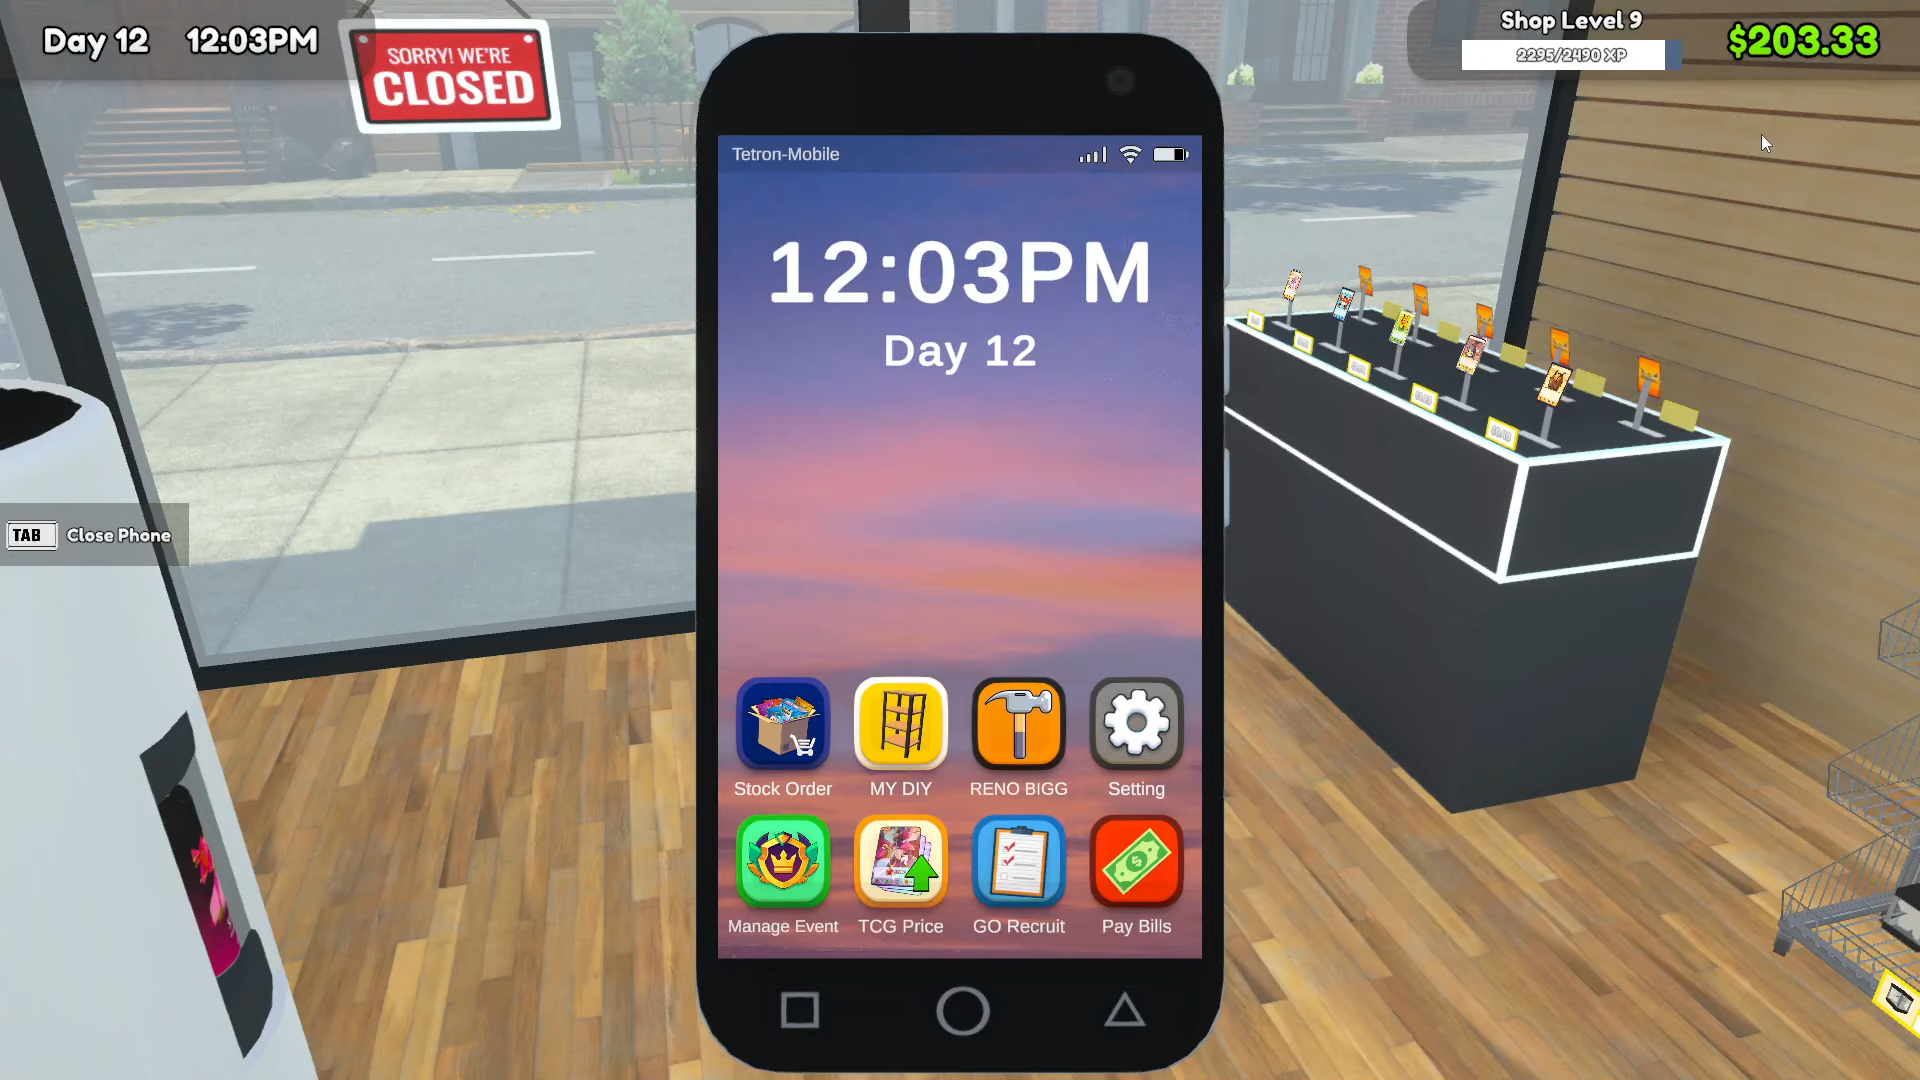 Day 12 12:03PM
SORRY! WE'RE
CLOSED
Shop Level 9
2295/2490 XP
$203.33
Tetron-Mobile
12:03PM
Day 12
TAB Close Phone
Stock Order MY DIY RENO BIGG Setting
Manage Event TCG Price GO Recruit Pay Bills